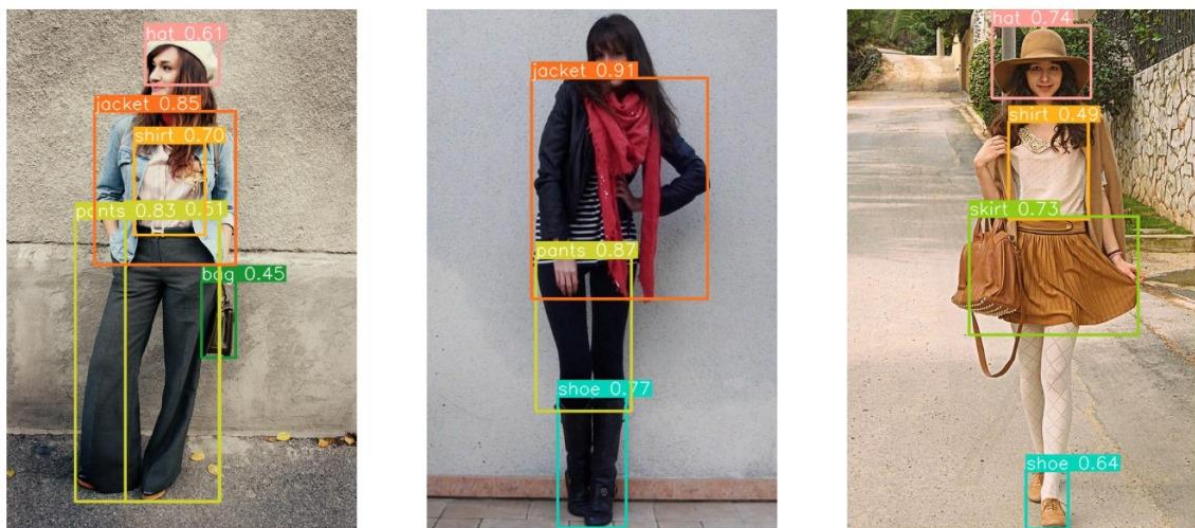 hat 0.61
jacket 0.85
shirt 0.70
pants 0.83 0.51
bag 0.45
jacket 0.91
pants 0.87
shoe 0.77
hat 0.74
shirt 0.49
skirt 0.73
shoe 0.64